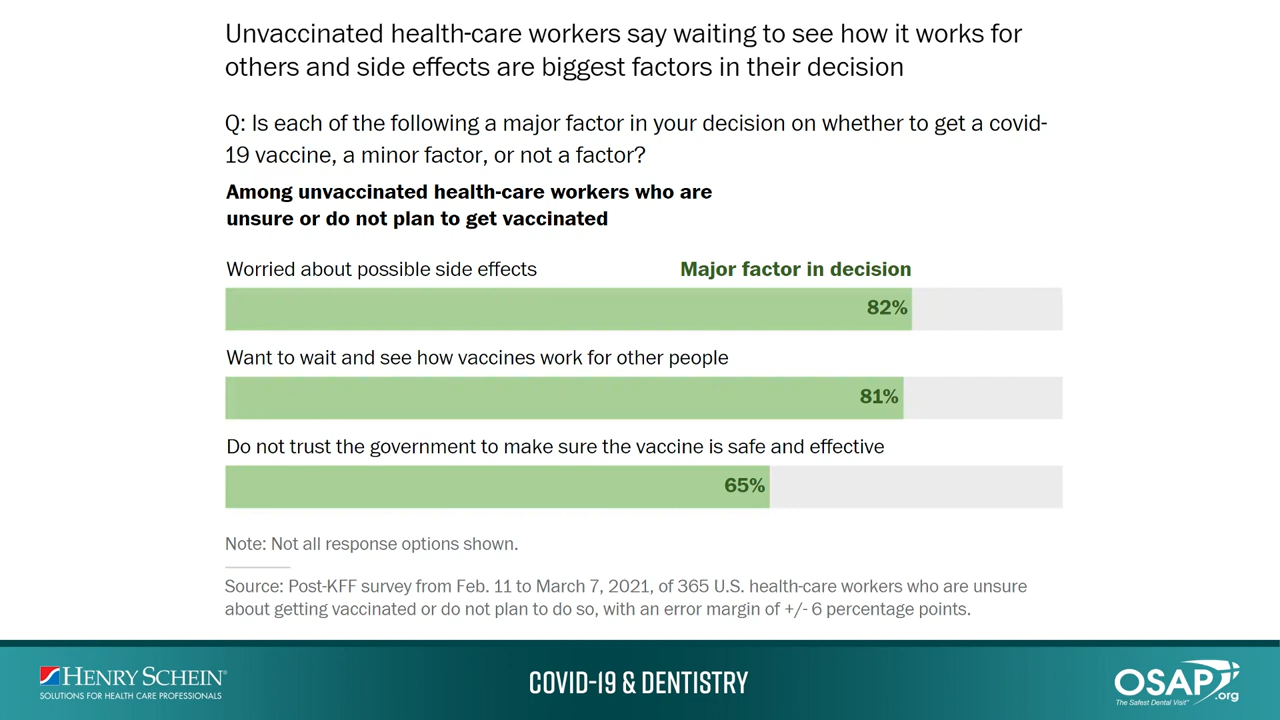 Unvaccinated health-care workers say waiting to see how it works for
others and side effects are biggest factors in their decision
Q: Is each of the following a major factor in your decision on whether to get a covid-
19 vaccine, a minor factor, or not a factor?
Among unvaccinated health-care workers who are
unsure or do not plan to get vaccinated
Worried about possible side effects
Major factor in decision
82%
Want to wait and see how vaccines work for other people
81%
Do not trust the government to make sure the vaccine is safe and effective
65%
Note: Not all response options shown.
Source: Post-KFF survey from Feb. 11 to March 7, 2021, of 365 U.S. health-care workers who are unsure
about getting vaccinated or do not plan to do so, with an error margin of +/- 6 percentage points.
HENRY SCHEIN®
SOLUTIONS FOR HEALTH CARE PROFESSIONALS
COVID-19 & DENTISTRY
OSAP.org
The Safest Dental Visit™